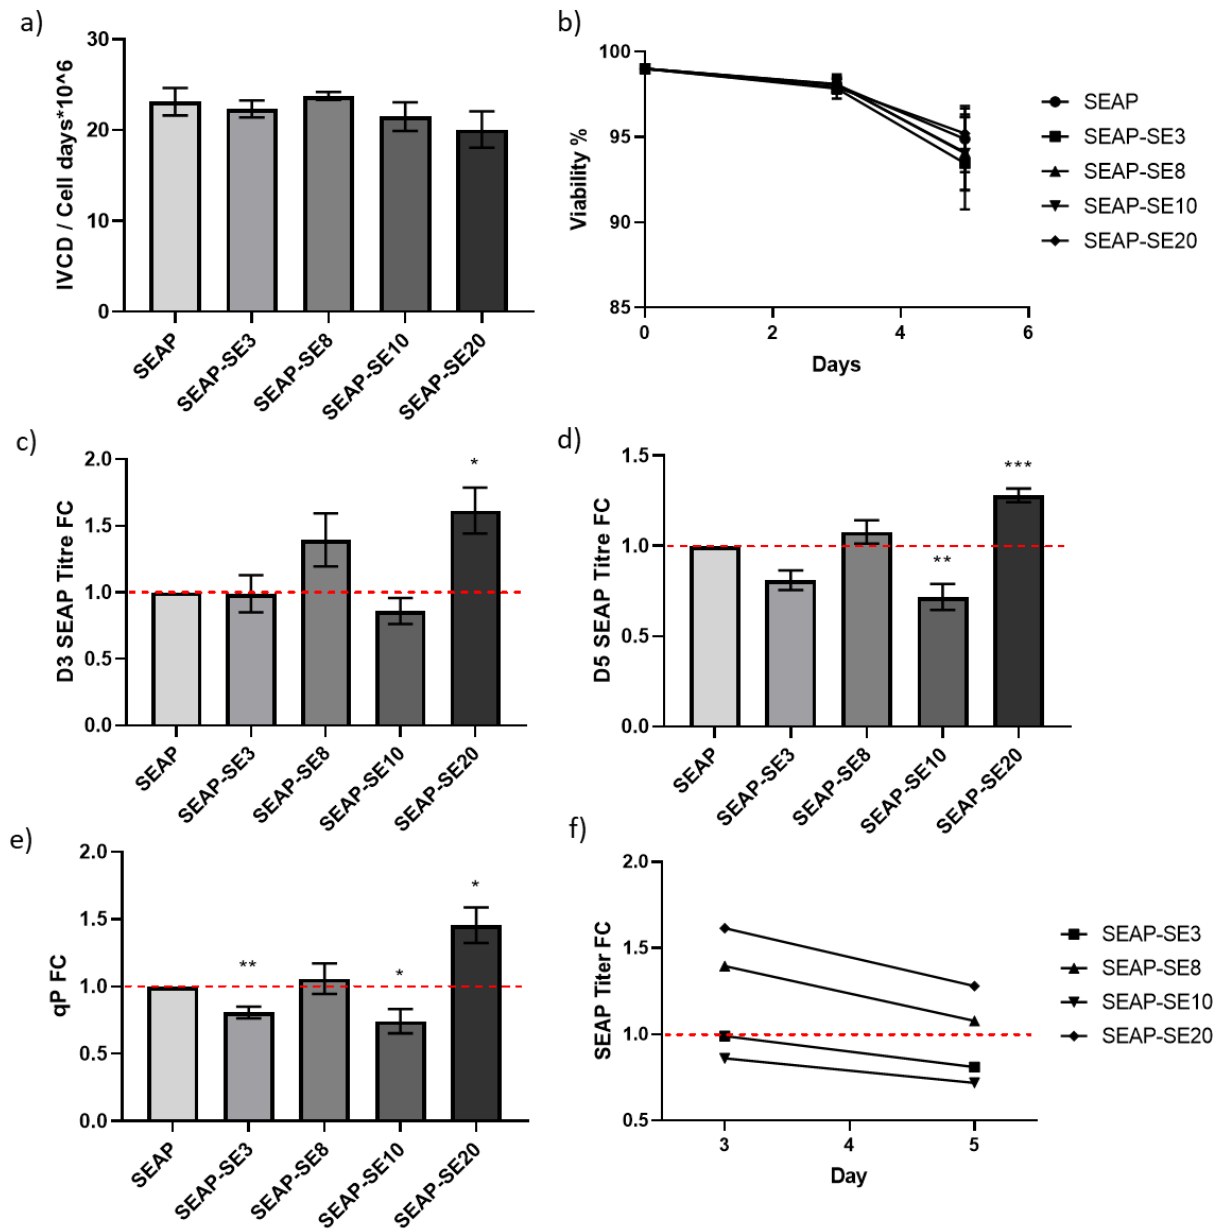 a)
IVCD / Cell days*10^6
30
20
10
0
SEAP
SEAP-SE3
SEAP-SE8
SEAP-SE10
SEAP-SE20
b)
Viability %
100
95
90
85
0
2
4
6
Days
SEAP
SEAP-SE3
SEAP-SE8
SEAP-SE10
SEAP-SE20
c)
D3 SEAP Titre FC
2.0
1.5
1.0
0.5
0.0
*
SEAP
SEAP-SE3
SEAP-SE8
SEAP-SE10
SEAP-SE20
d)
D5 SEAP Titre FC
1.5
1.0
0.5
0.0
**
***
SEAP
SEAP-SE3
SEAP-SE8
SEAP-SE10
SEAP-SE20
e)
qP FC
2.0
1.5
1.0
0.5
0.0
**
*
*
SEAP
SEAP-SE3
SEAP-SE8
SEAP-SE10
SEAP-SE20
f)
SEAP Titer FC
2.0
1.5
1.0
0.5
3
4
5
Day
SEAP-SE3
SEAP-SE8
SEAP-SE10
SEAP-SE20